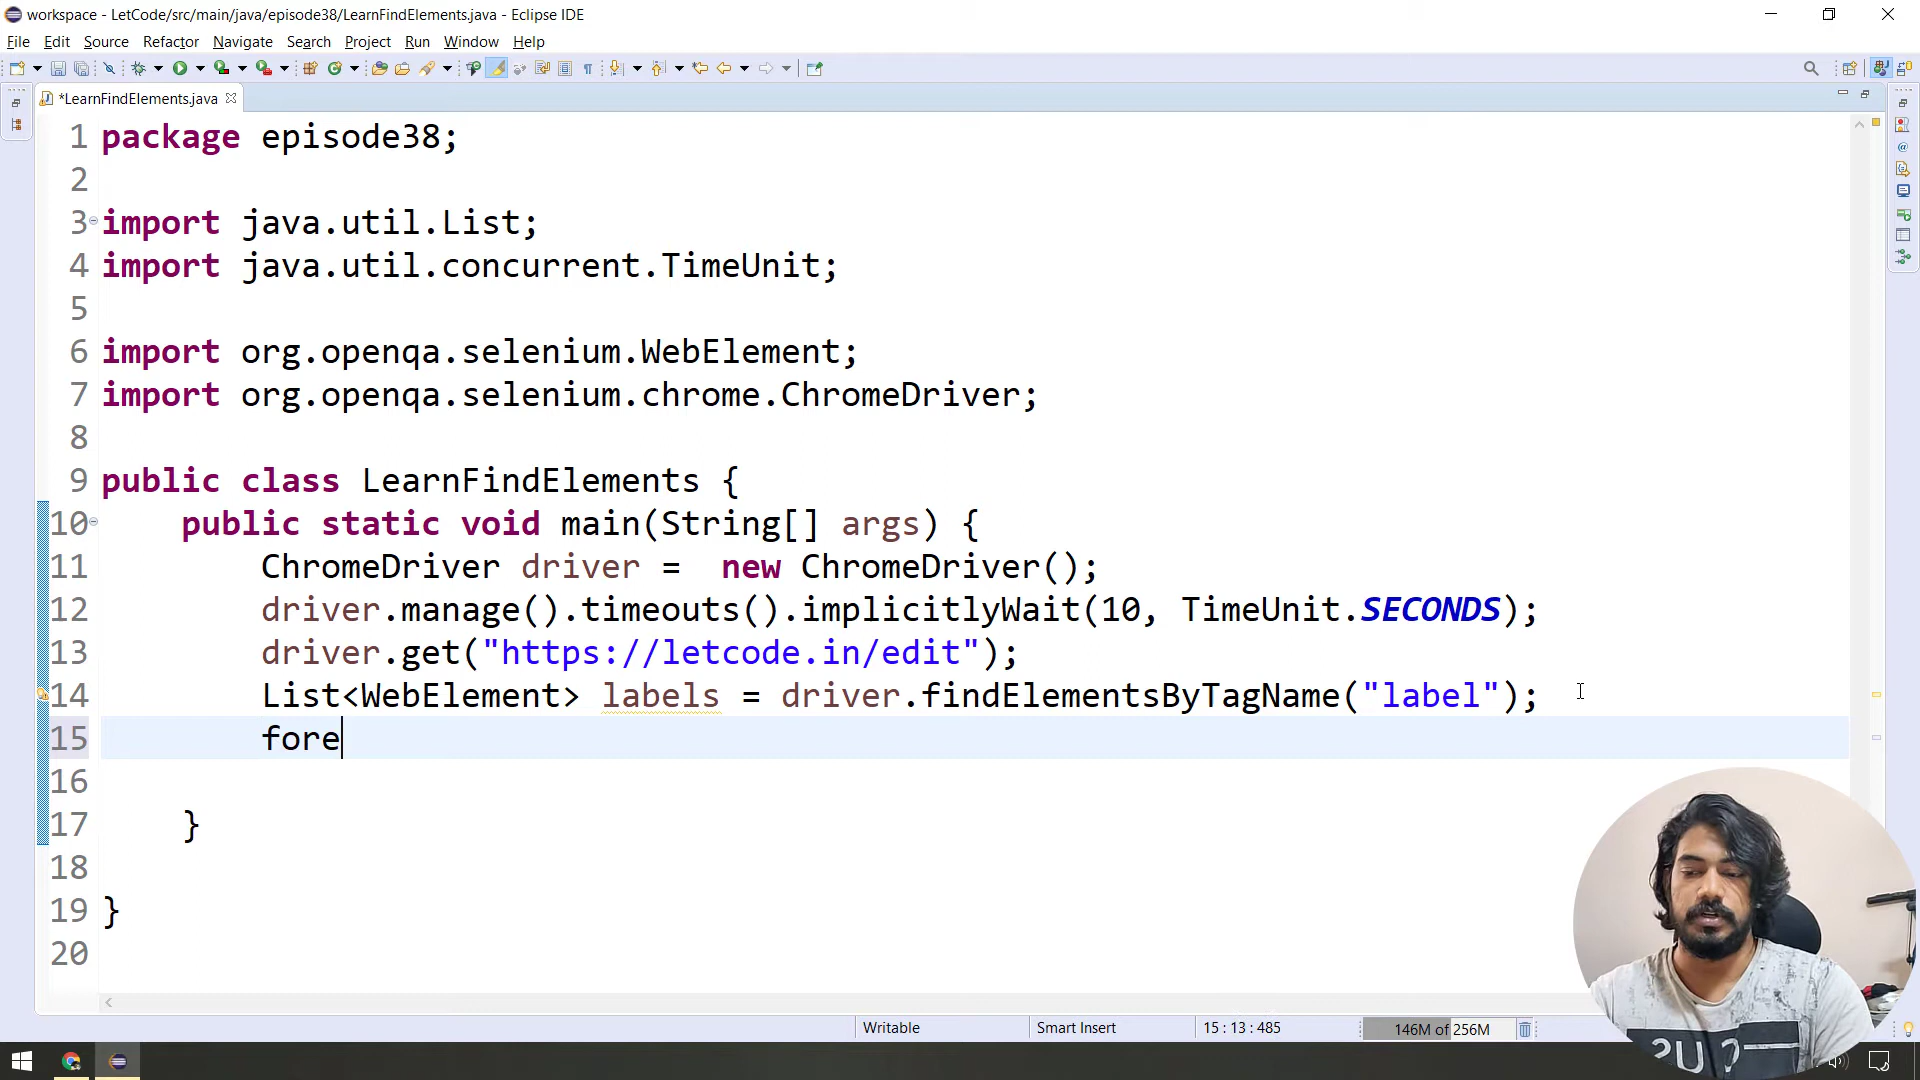 workspace - LetCode/src/main/java/episode38/LearnFindElements.java - Eclipse IDE
File Edit Source Refactor Navigate Search Project Run Window Help
*LearnFindElements.java
1 package episode38;
2
3 import java.util.List;
4 import java.util.concurrent.TimeUnit;
5
6 import org.openqa.selenium.WebElement;
7 import org.openqa.selenium.chrome.ChromeDriver;
8
9 public class LearnFindElements {
10 public static void main(String[] args) {
11 ChromeDriver driver =  new ChromeDriver();
12 driver.manage().timeouts().implicitlyWait(10, TimeUnit.SECONDS);
13 driver.get("https://letcode.in/edit");
14 List<WebElement> labels = driver.findElementsByTagName("label");
15 fore
16
17 }
18
19 }
20
Writable Smart Insert 15 : 13 : 485 146M of 256M